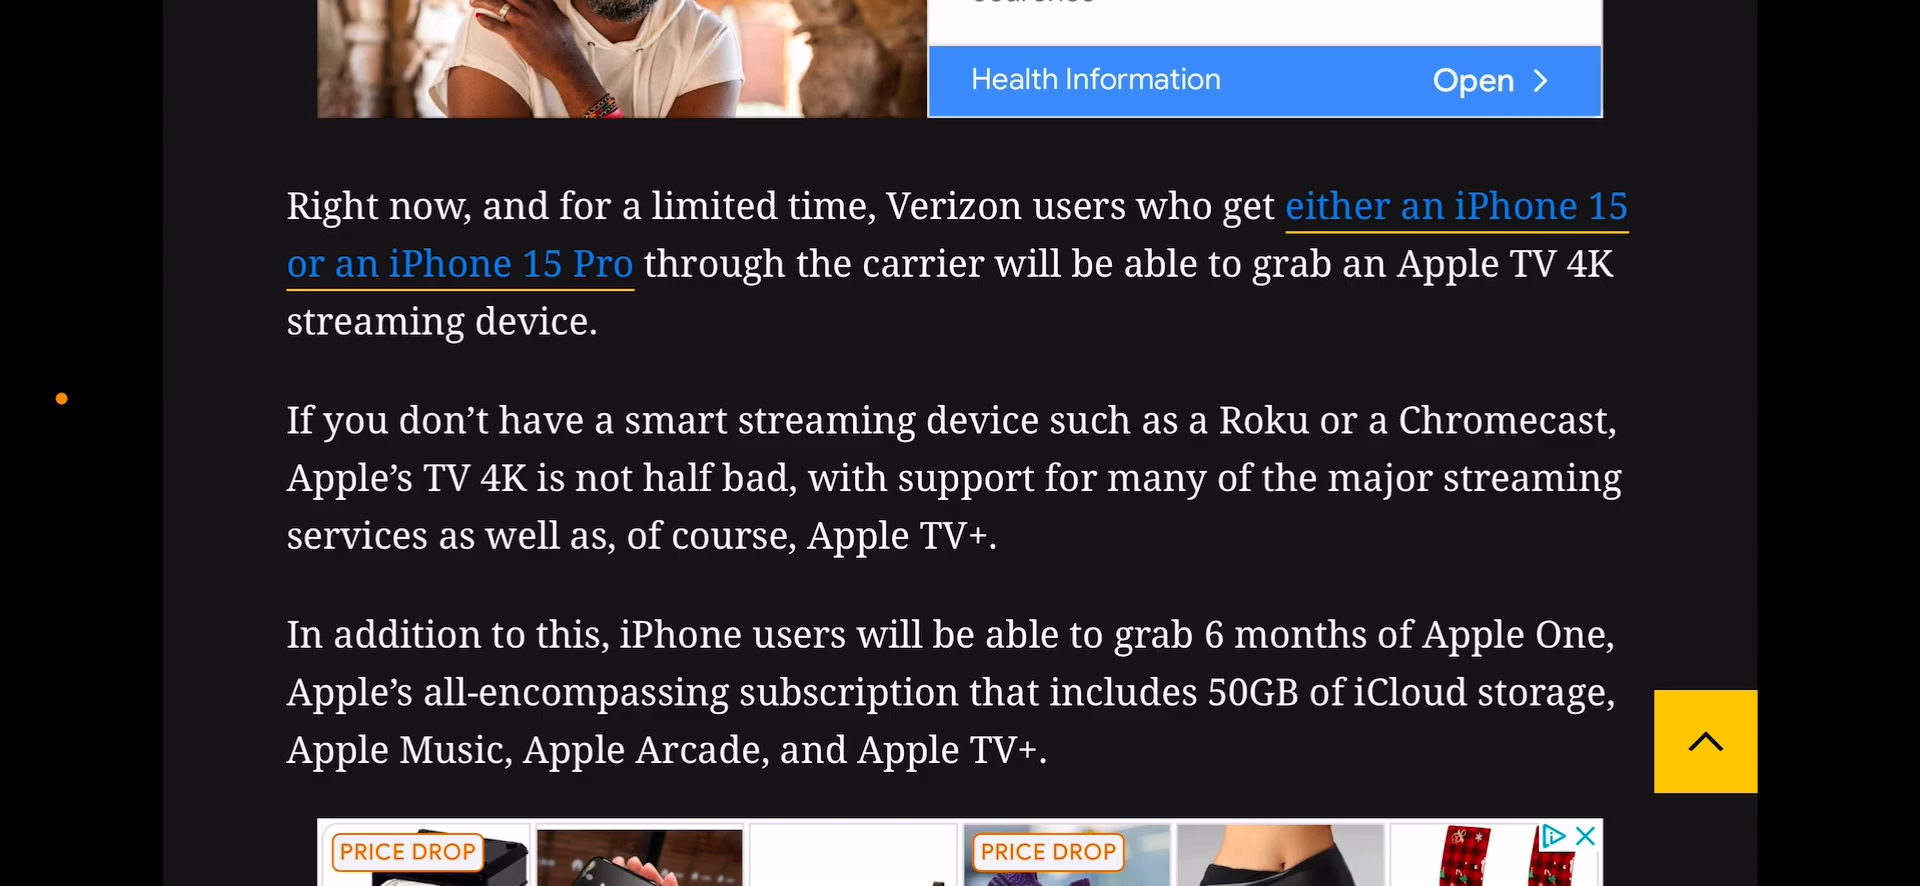 Health Information
Open
Right now, and for a limited time, Verizon users who get either an iPhone 15
or an iPhone 15 Pro through the carrier will be able to grab an Apple TV 4K
streaming device.
If you don’t have a smart streaming device such as a Roku or a Chromecast,
Apple’s TV 4K is not half bad, with support for many of the major streaming
services as well as, of course, Apple TV+.
In addition to this, iPhone users will be able to grab 6 months of Apple One,
Apple’s all-encompassing subscription that includes 50GB of iCloud storage,
Apple Music, Apple Arcade, and Apple TV+.
PRICE DROP
PRICE DROP